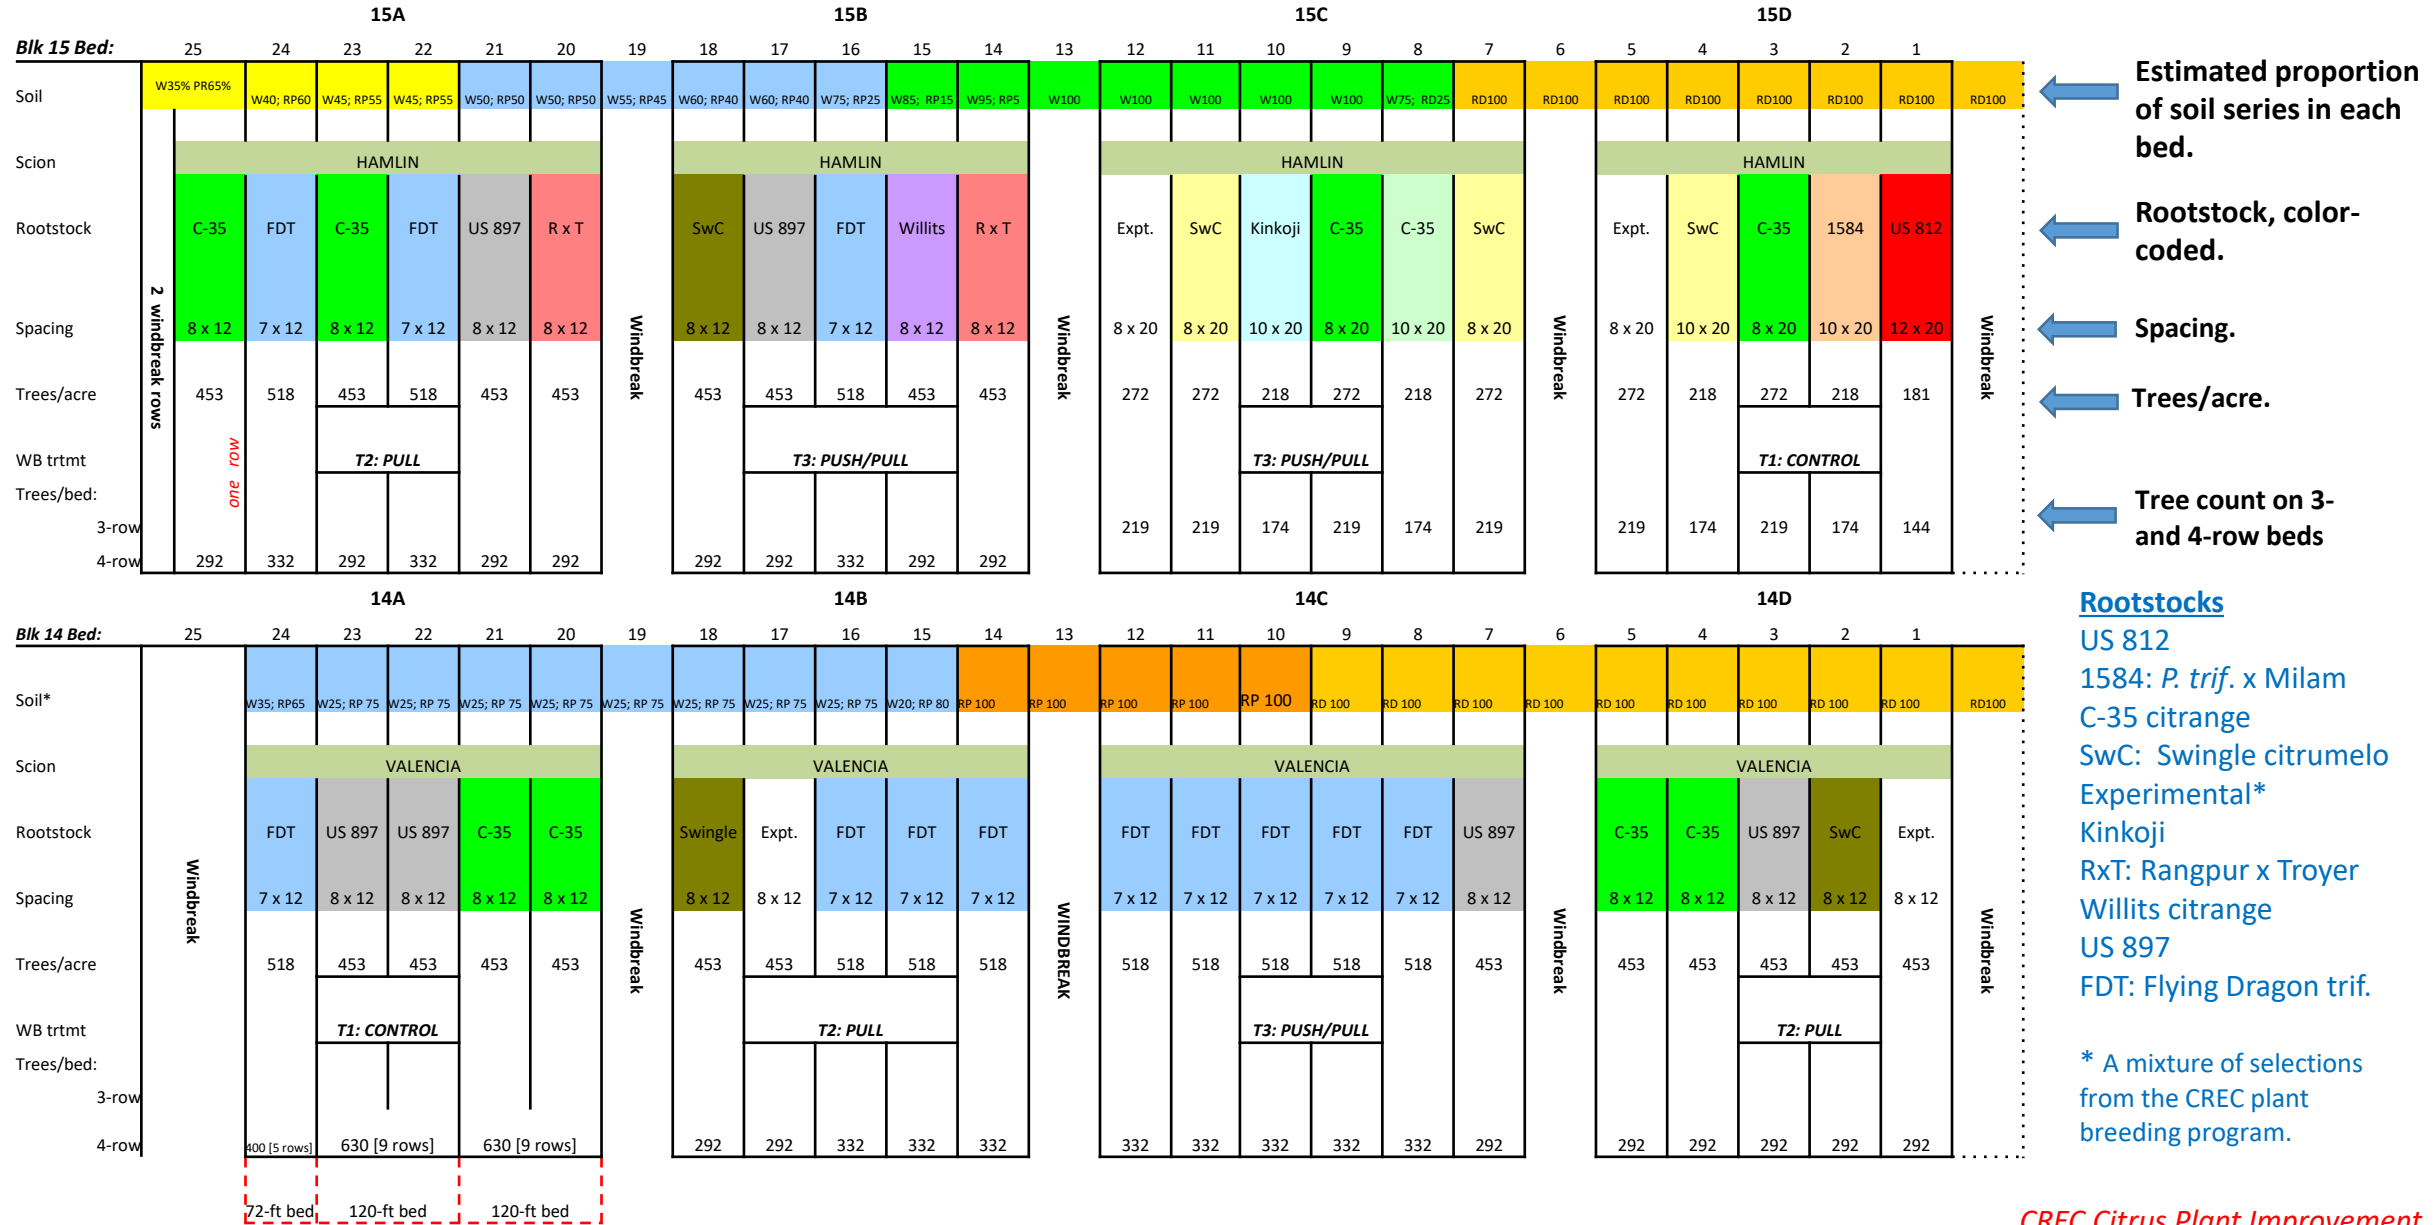 15A 15B 15C 15D
Blk 15 Bed: 25 24 23 22 21 20 19 18 17 16 15 14 13 12 11 10 9 8 7 6 5 4 3 2 1
Soil W35% PR65% W40; RP60 W45; RP55 W45; RP55 W50; RP50 W50; RP50 W55; RP45 W60; RP40 W60; RP40 W75; RP25 W85; RP15 W95; RP5 W100 W100 W100 W100 W100 W75; RD25 RD100 RD100 RD100 RD100 RD100 RD100 RD100 RD100
Estimated proportion
of soil series in each
bed.
Scion HAMLIN HAMLIN HAMLIN HAMLIN
Rootstock C-35 FDT C-35 FDT US 897 R x T SwC US 897 FDT Willits R x T Expt. SwC Kinkoji C-35 C-35 SwC Expt. SwC C-35 1584 US 812
Rootstock, color-
coded.
2 windbreak rows
Windbreak
Windbreak
Windbreak
Windbreak
Spacing 8 x 12 7 x 12 8 x 12 7 x 12 8 x 12 8 x 12 8 x 12 8 x 12 7 x 12 8 x 12 8 x 12 8 x 20 8 x 20 10 x 20 8 x 20 10 x 20 8 x 20 8 x 20 10 x 20 8 x 20 10 x 20 12 x 20
Spacing.
Trees/acre 453 518 453 518 453 453 453 453 518 453 453 272 272 218 272 218 272 272 218 272 218 181
Trees/acre.
one row
WB trtmt T2: PULL T3: PUSH/PULL T3: PUSH/PULL T1: CONTROL
Trees/bed:
3-row 219 219 174 219 174 219 219 174 219 174 144
4-row 292 332 292 332 292 292 292 292 332 292 292
Tree count on 3-
and 4-row beds
14A 14B 14C 14D
Blk 14 Bed: 25 24 23 22 21 20 19 18 17 16 15 14 13 12 11 10 9 8 7 6 5 4 3 2 1
Soil* W35; RP65 W25; RP 75 W25; RP 75 W25; RP 75 W25; RP 75 W25; RP 75 W25; RP 75 W25; RP 75 W25; RP 75 W20; RP 80 RP 100 RP 100 RP 100 RP 100 RP 100 RD 100 RD 100 RD 100 RD 100 RD 100 RD 100 RD 100 RD 100 RD 100 RD100
Scion VALENCIA VALENCIA VALENCIA VALENCIA
Rootstock FDT US 897 US 897 C-35 C-35 Swingle Expt. FDT FDT FDT FDT FDT FDT FDT FDT US 897 C-35 C-35 US 897 SwC Expt.
Windbreak
Windbreak
WINDBREAK
Windbreak
Windbreak
Spacing 7 x 12 8 x 12 8 x 12 8 x 12 8 x 12 8 x 12 8 x 12 7 x 12 7 x 12 7 x 12 7 x 12 7 x 12 7 x 12 7 x 12 7 x 12 8 x 12 8 x 12 8 x 12 8 x 12 8 x 12 8 x 12
Trees/acre 518 453 453 453 453 453 453 518 518 518 518 518 518 518 518 453 453 453 453 453 453
WB trtmt T1: CONTROL T2: PULL T3: PUSH/PULL T2: PULL
Trees/bed:
3-row
4-row 400 [5 rows] 630 [9 rows] 630 [9 rows] 292 292 332 332 332 332 332 332 332 332 292 292 292 292 292 292
72-ft bed 120-ft bed 120-ft bed
Rootstocks
US 812
1584: P. trif. x Milam
C-35 citrange
SwC: Swingle citrumelo
Experimental*
Kinkoji
RxT: Rangpur x Troyer
Willits citrange
US 897
FDT: Flying Dragon trif.
* A mixture of selections
from the CREC plant
breeding program.
CREC Citrus Plant Improvement